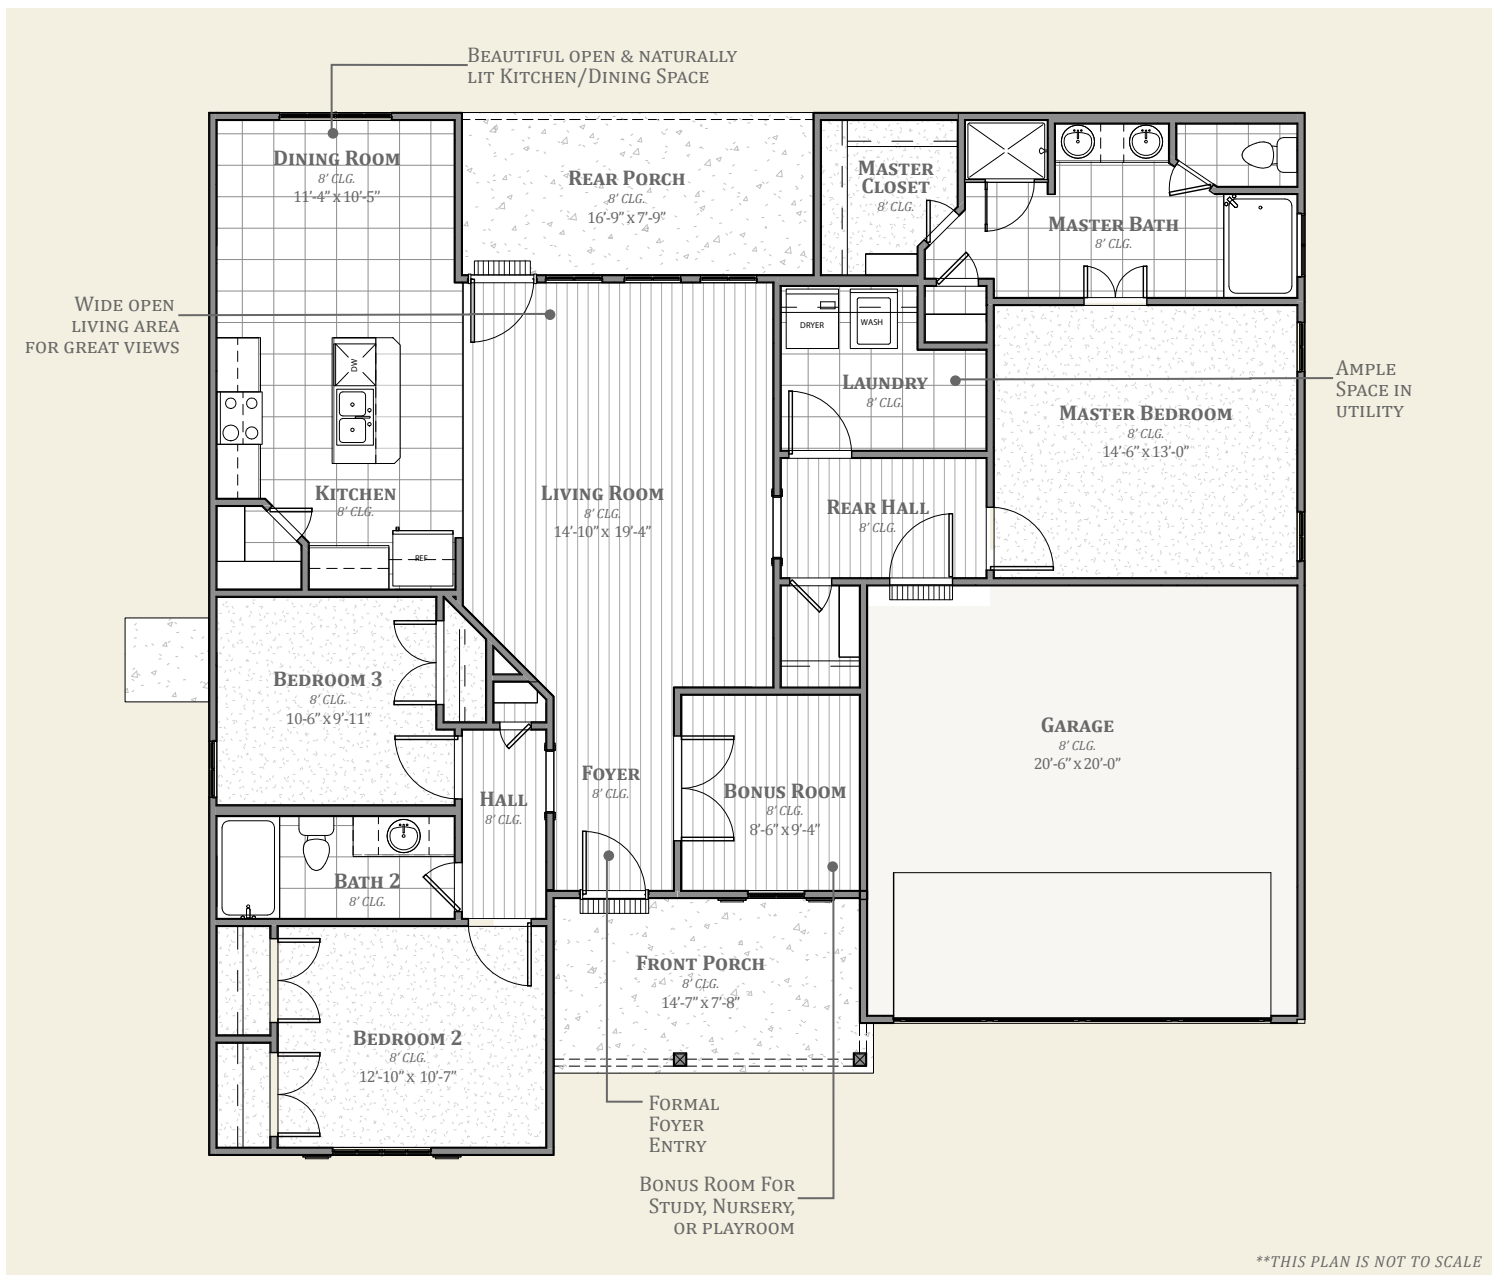 Beautiful open & naturally
lit Kitchen/Dining Space
Dining Room
8' CLG.
11'-4" x 10'-5"
Rear Porch
8' CLG.
16'-9" x 7'-9"
Master
Closet
8' CLG.
Master Bath
8' CLG.
Wide open
living area
for great views
DW
DRYER
WASH
Laundry
8' CLG.
Ample
Space in
utility
Master Bedroom
8' CLG.
14'-6" x 13'-0"
Kitchen
8' CLG.
REF
Living Room
8' CLG.
14'-10" x 19'-4"
Rear Hall
8' CLG.
Bedroom 3
8' CLG.
10-6" x 9'-11"
Garage
8' CLG.
20'-6" x 20'-0"
Foyer
8' CLG.
Hall
8' CLG.
Bonus Room
8' CLG.
8'-6" x 9'-4"
Bath 2
8' CLG.
Front Porch
8' CLG.
14'-7" x 7'-8"
Bedroom 2
8' CLG.
12'-10" x 10'-7"
Formal
Foyer
Entry
Bonus Room For
Study, Nursery,
or playroom
**THIS PLAN IS NOT TO SCALE